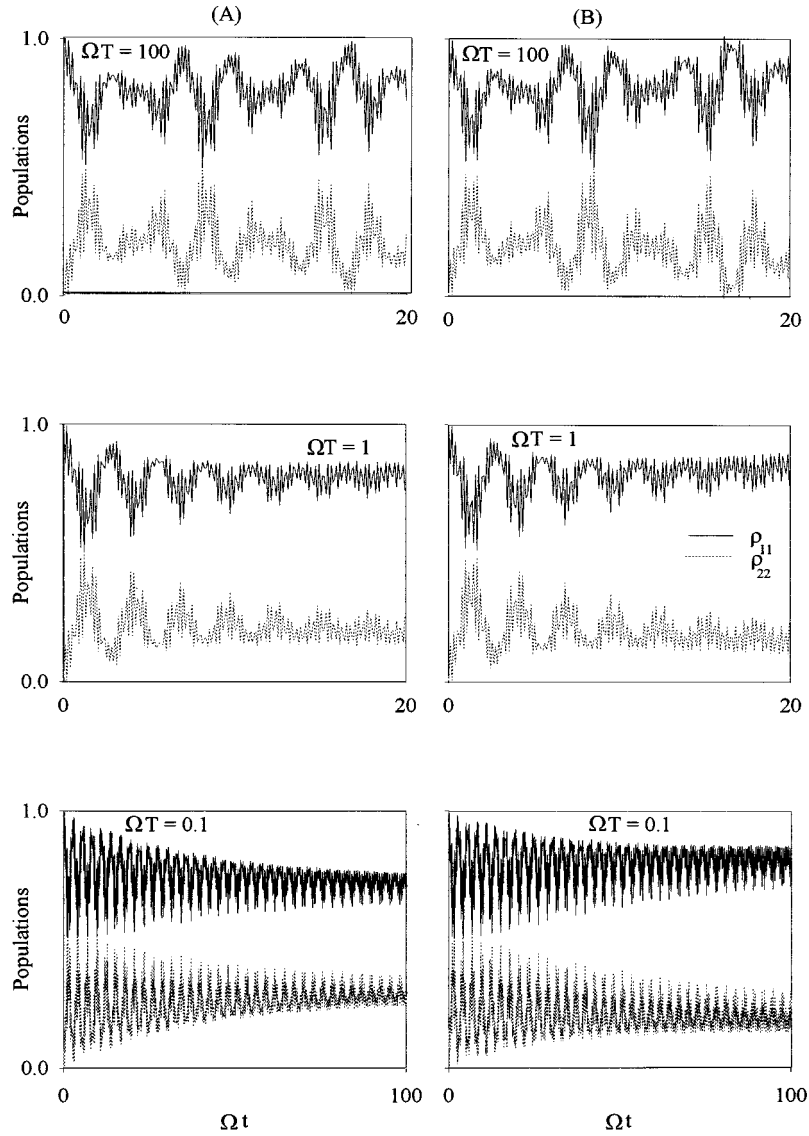 (A)
(B)
1.0
ΩT = 100
ΩT = 100
Populations
0.0
0
20
0
20
1.0
ΩT = 1
ΩT = 1
Populations
ρ11
ρ22
0.0
0
20
0
20
1.0
ΩT = 0.1
ΩT = 0.1
Populations
0.0
0
100
0
100
Ωt
Ωt